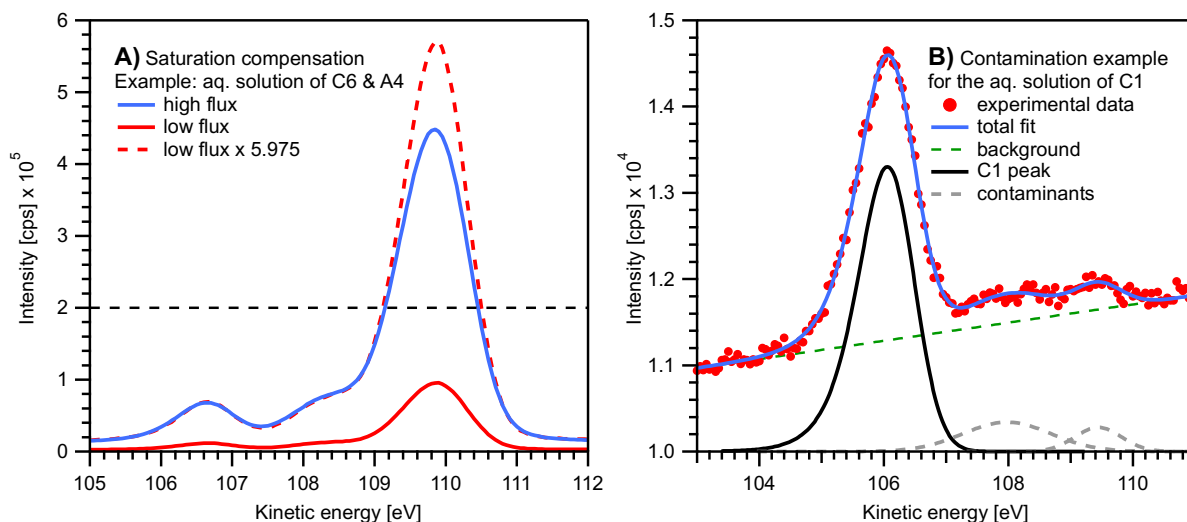 6
5
4
3
2
1
0
Intensity [cps] x 10^5
A) Saturation compensation
Example: aq. solution of C6 & A4
high flux
low flux
low flux x 5.975
105 106 107 108 109 110 111 112
Kinetic energy [eV]
1.5
1.4
1.3
1.2
1.1
1.0
Intensity [cps] x 10^4
B) Contamination example
for the aq. solution of C1
experimental data
total fit
background
C1 peak
contaminants
104 106 108 110
Kinetic energy [eV]